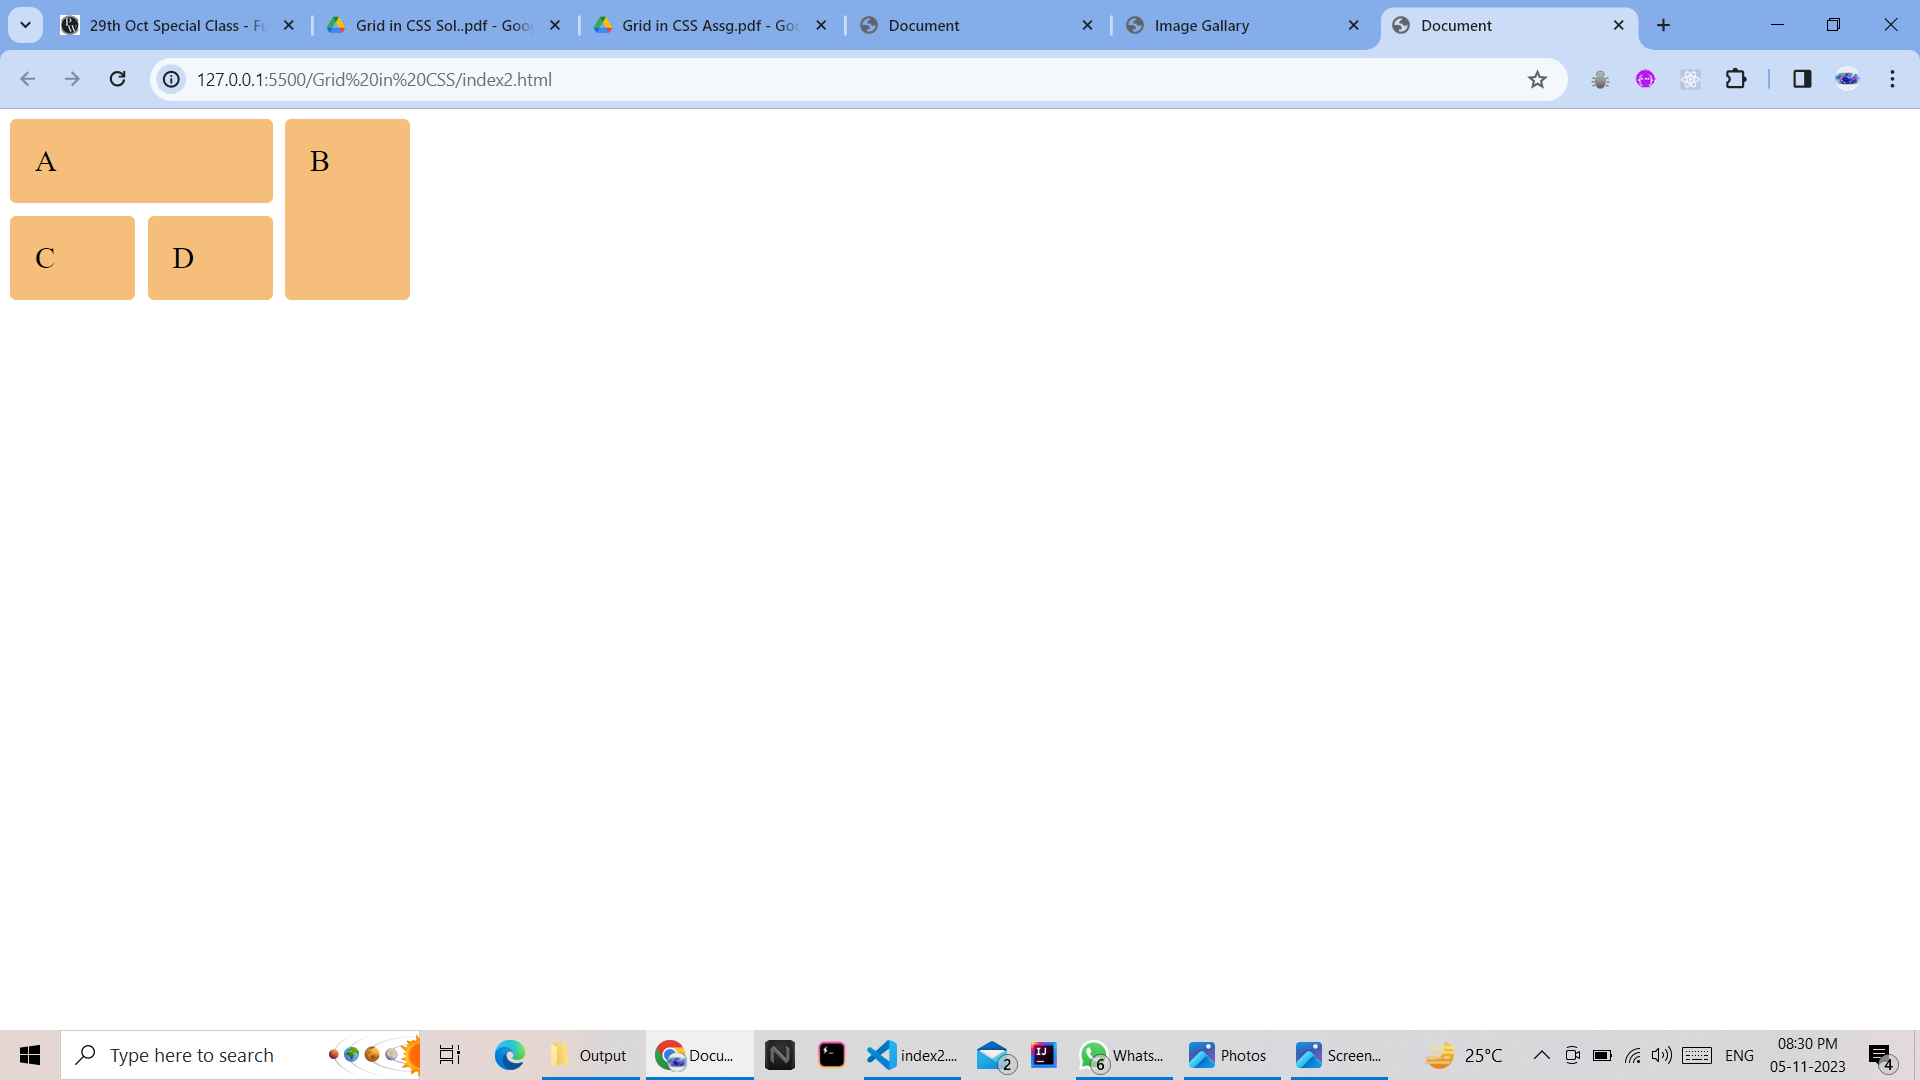 29th Oct Special Class - Fu
Grid in CSS Sol..pdf - Goo
Grid in CSS Assg.pdf - Goo
Document
Image Gallary
Document
127.0.0.1:5500/Grid%20in%20CSS/index2.html
A
B
C
D
Type here to search
Output
Docu...
index2....
2
IJ
6
Whats...
Photos
Screen...
25°C
ENG
08:30 PM
05-11-2023
4